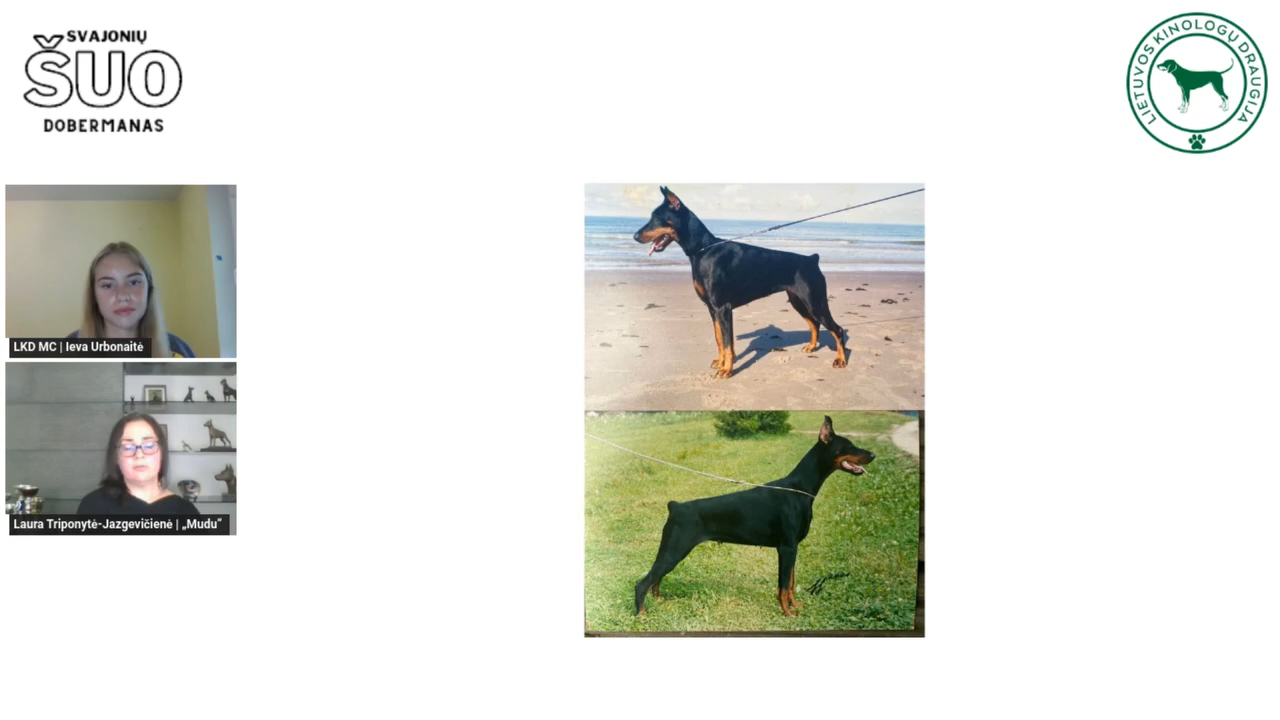 SVAJONIŲ
ŠUO
DOBERMANAS
LIETUVOS KINOLOGŲ DRAUGIJA
LKD MC | Ieva Urbonaitė
Laura Triponytė-Jazgevičienė | „Mudu“